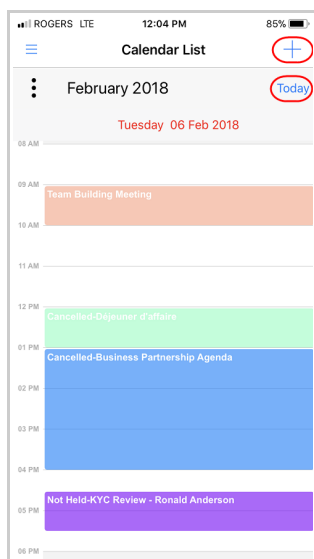 ROGERS LTE 12:04 PM 85%
Calendar List
February 2018 Today
Tuesday 06 Feb 2018
08 AM
09 AM
Team Building Meeting
10 AM
11 AM
12 PM
Cancelled-Déjeuner d'affaire
01 PM
Cancelled-Business Partnership Agenda
02 PM
03 PM
04 PM
Not Held-KYC Review - Ronald Anderson
05 PM
06 PM